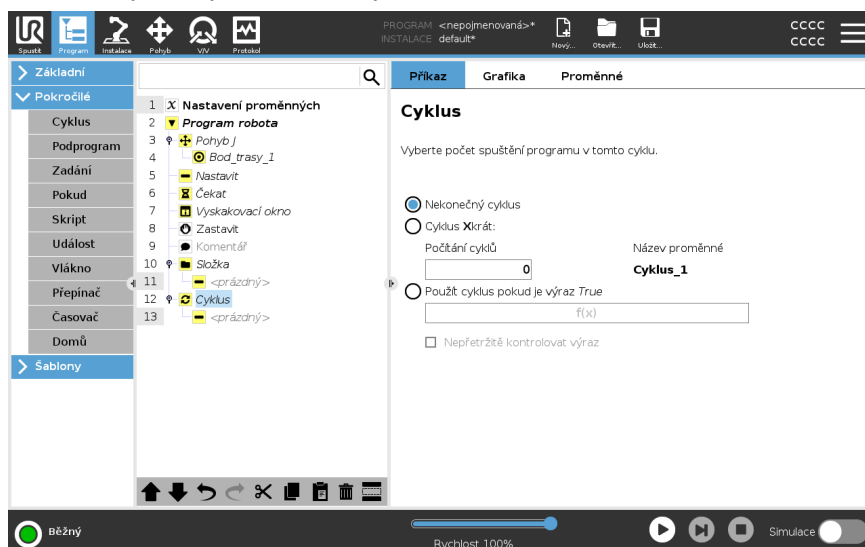 PROGRAM <nepojmenovaná>*
INSTALACE default*
UR
Spustit Program Instalace Pohyb V/V Protokol
Nový... Otevřít... Uložit...
CCCC
CCCC
Základní
Pokročilé
Cyklus
Podprogram
Zadání
Pokud
Skript
Událost
Vlákno
Přepínač
Časovač
Domů
Šablony
1 X Nastavení proměnných
2 Program robota
3 Pohyb J
4 Bod_trasy_1
5 Nastavit
6 Čekat
7 Vyskakovací okno
8 Zastavit
9 Komentář
10 Složka
11 <prázdný>
12 Cyklus
13 <prázdný>
Příkaz Grafika Proměnné
Cyklus
Vyberte počet spuštění programu v tomto cyklu.
Nekonečný cyklus
Cyklus Xkrát:
Počítání cyklů Název proměnné
0 Cyklus_1
Použít cyklus pokud je výraz True
f(x)
Nepřetržitě kontrolovat výraz
Běžný
Rychlost 100%
Simulace